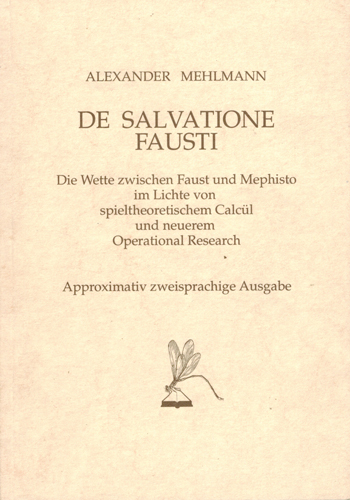 ALEXANDER MEHLMANN
DE SALVATIONE
FAUSTI
Die Wette zwischen Faust und Mephisto
im Lichte von
spieltheoretischem Calcül
und neuerem
Operational Research
Approximativ zweisprachige Ausgabe